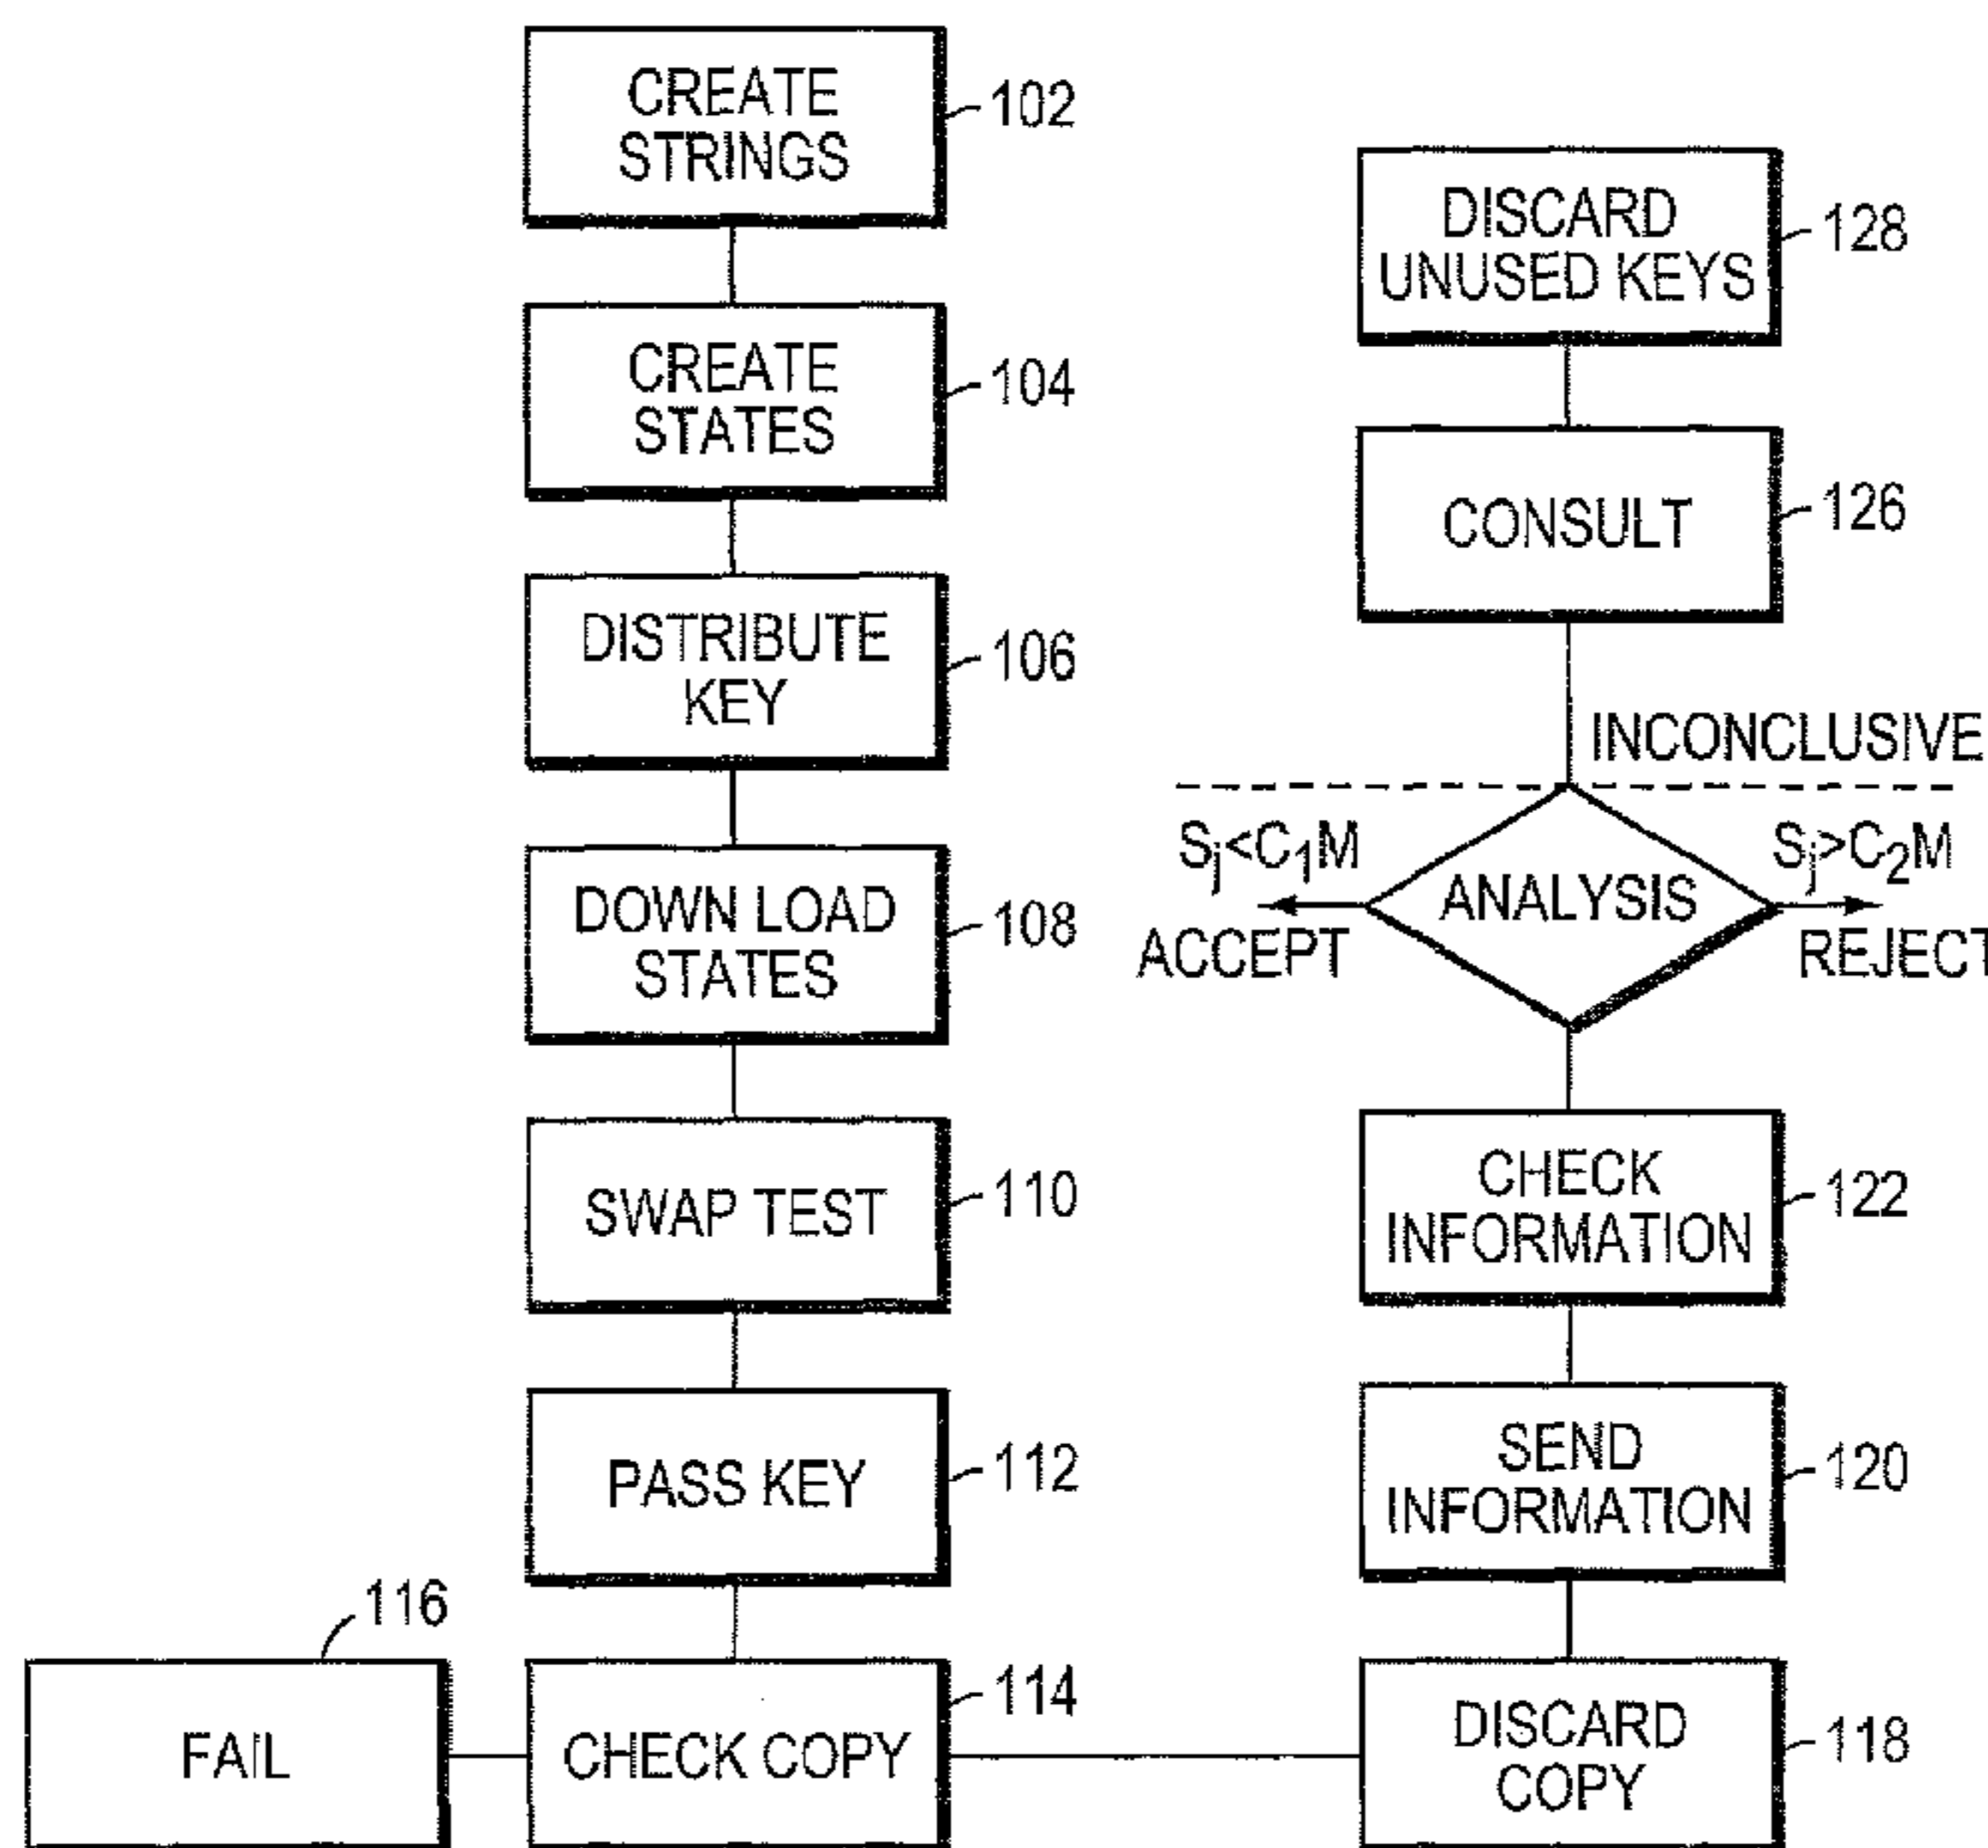 CREATE
STRINGS
102
CREATE
STATES
104
DISTRIBUTE
KEY
106
DOWN LOAD
STATES
108
SWAP TEST
110
PASS KEY
112
116
FAIL
CHECK COPY
114
DISCARD
UNUSED KEYS
128
CONSULT
126
INCONCLUSIVE
Sj<C1M
Sj>C2M
ANALYSIS
ACCEPT
REJECT
CHECK
INFORMATION
122
SEND
INFORMATION
120
DISCARD
COPY
118